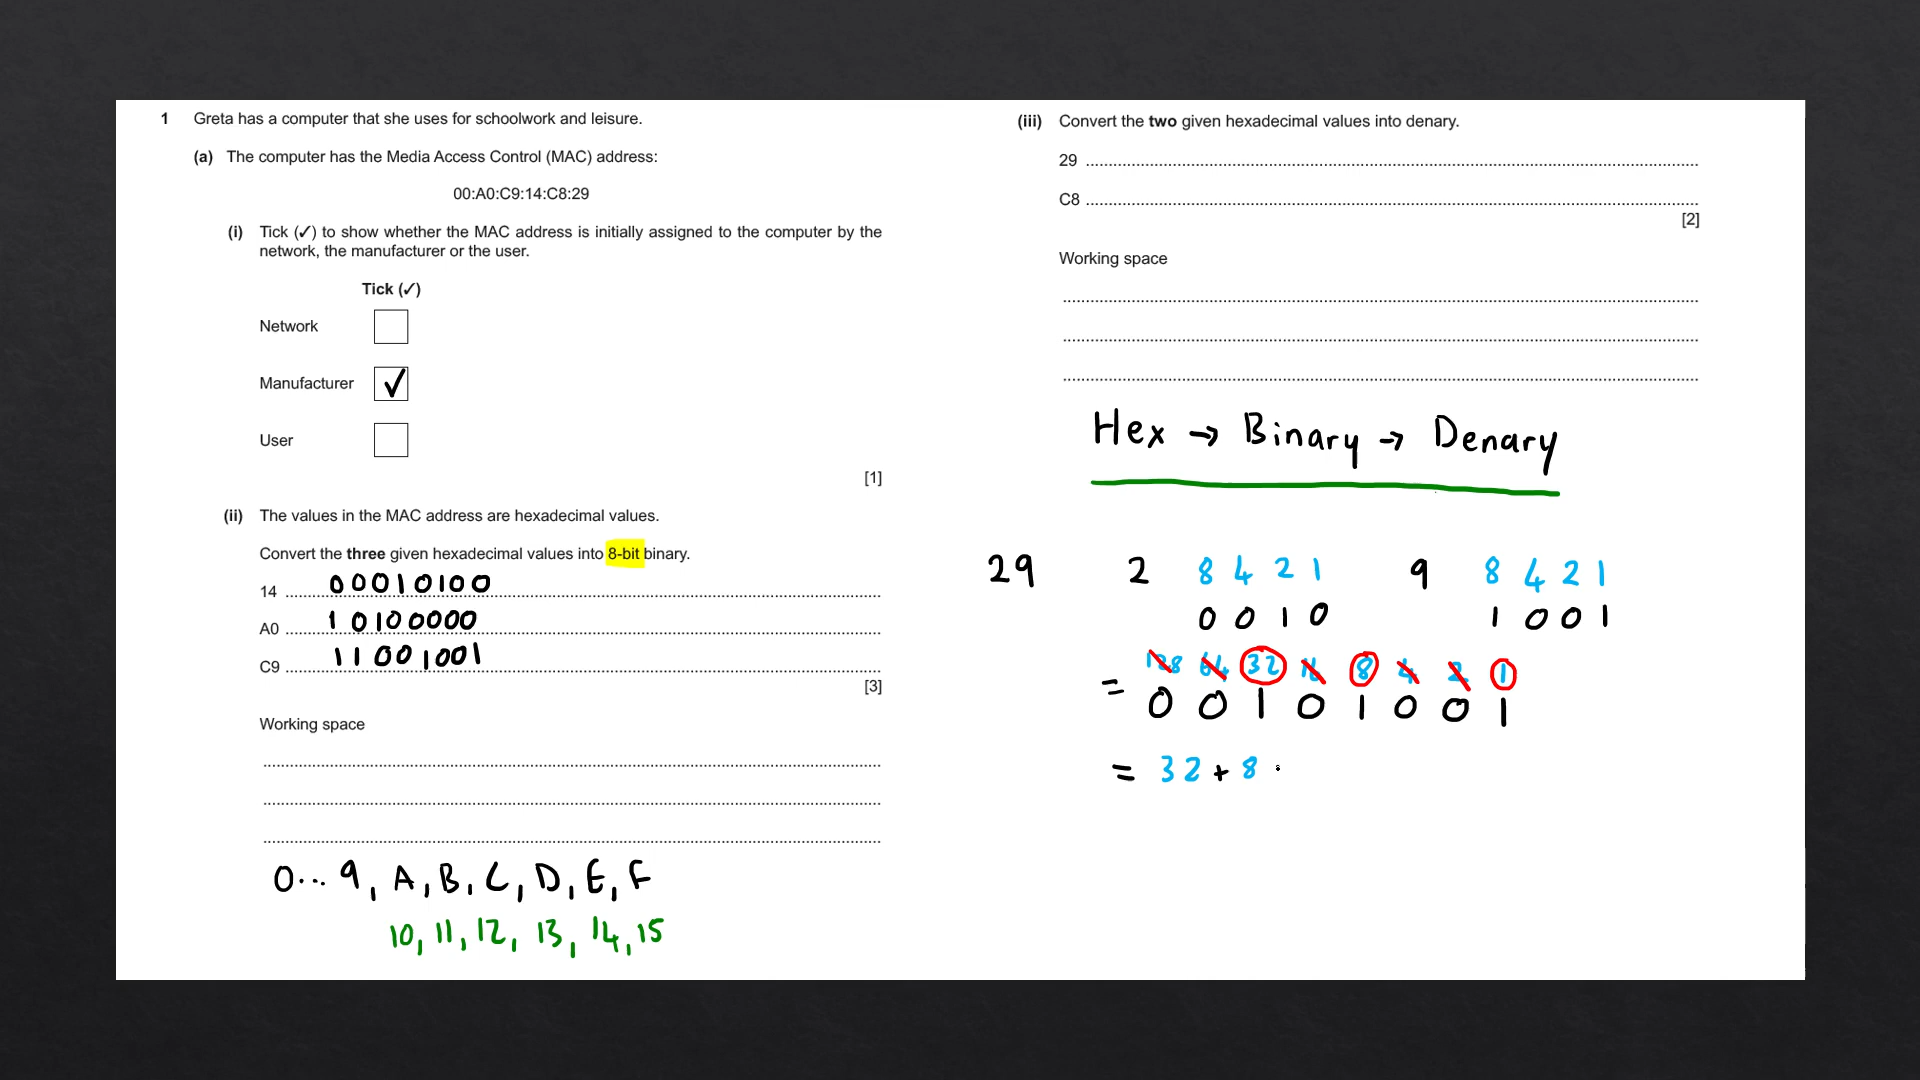 1 Greta has a computer that she uses for schoolwork and leisure.
(a) The computer has the Media Access Control (MAC) address:
00:A0:C9:14:C8:29
(i) Tick (✓) to show whether the MAC address is initially assigned to the computer by the
network, the manufacturer or the user.
Tick (✓)
Network
Manufacturer ✓
User
[1]
(ii) The values in the MAC address are hexadecimal values.
Convert the three given hexadecimal values into 8-bit binary.
14 00010100
A0 10100000
C9 11001001
[3]
Working space
0... 9, A, B, C, D, E, F
10, 11, 12, 13, 14, 15
(iii) Convert the two given hexadecimal values into denary.
29
C8
[2]
Working space
Hex → Binary → Denary
29 2 8 4 2 1 9 8 4 2 1
0 0 1 0 1 0 0 1
128 64 32 16 8 4 2 1
= 0 0 1 0 1 0 0 1
= 32 + 8